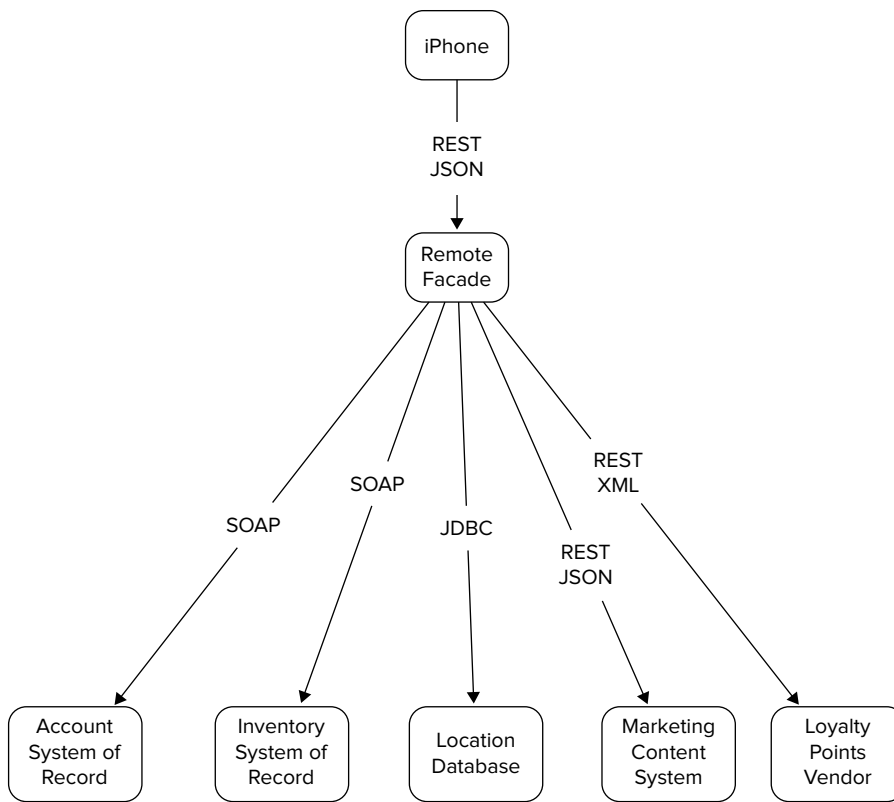 iPhone
REST
JSON
Remote
Facade
REST
XML
SOAP
SOAP
JDBC
REST
JSON
Account
System of
Record
Inventory
System of
Record
Location
Database
Marketing
Content
System
Loyalty
Points
Vendor